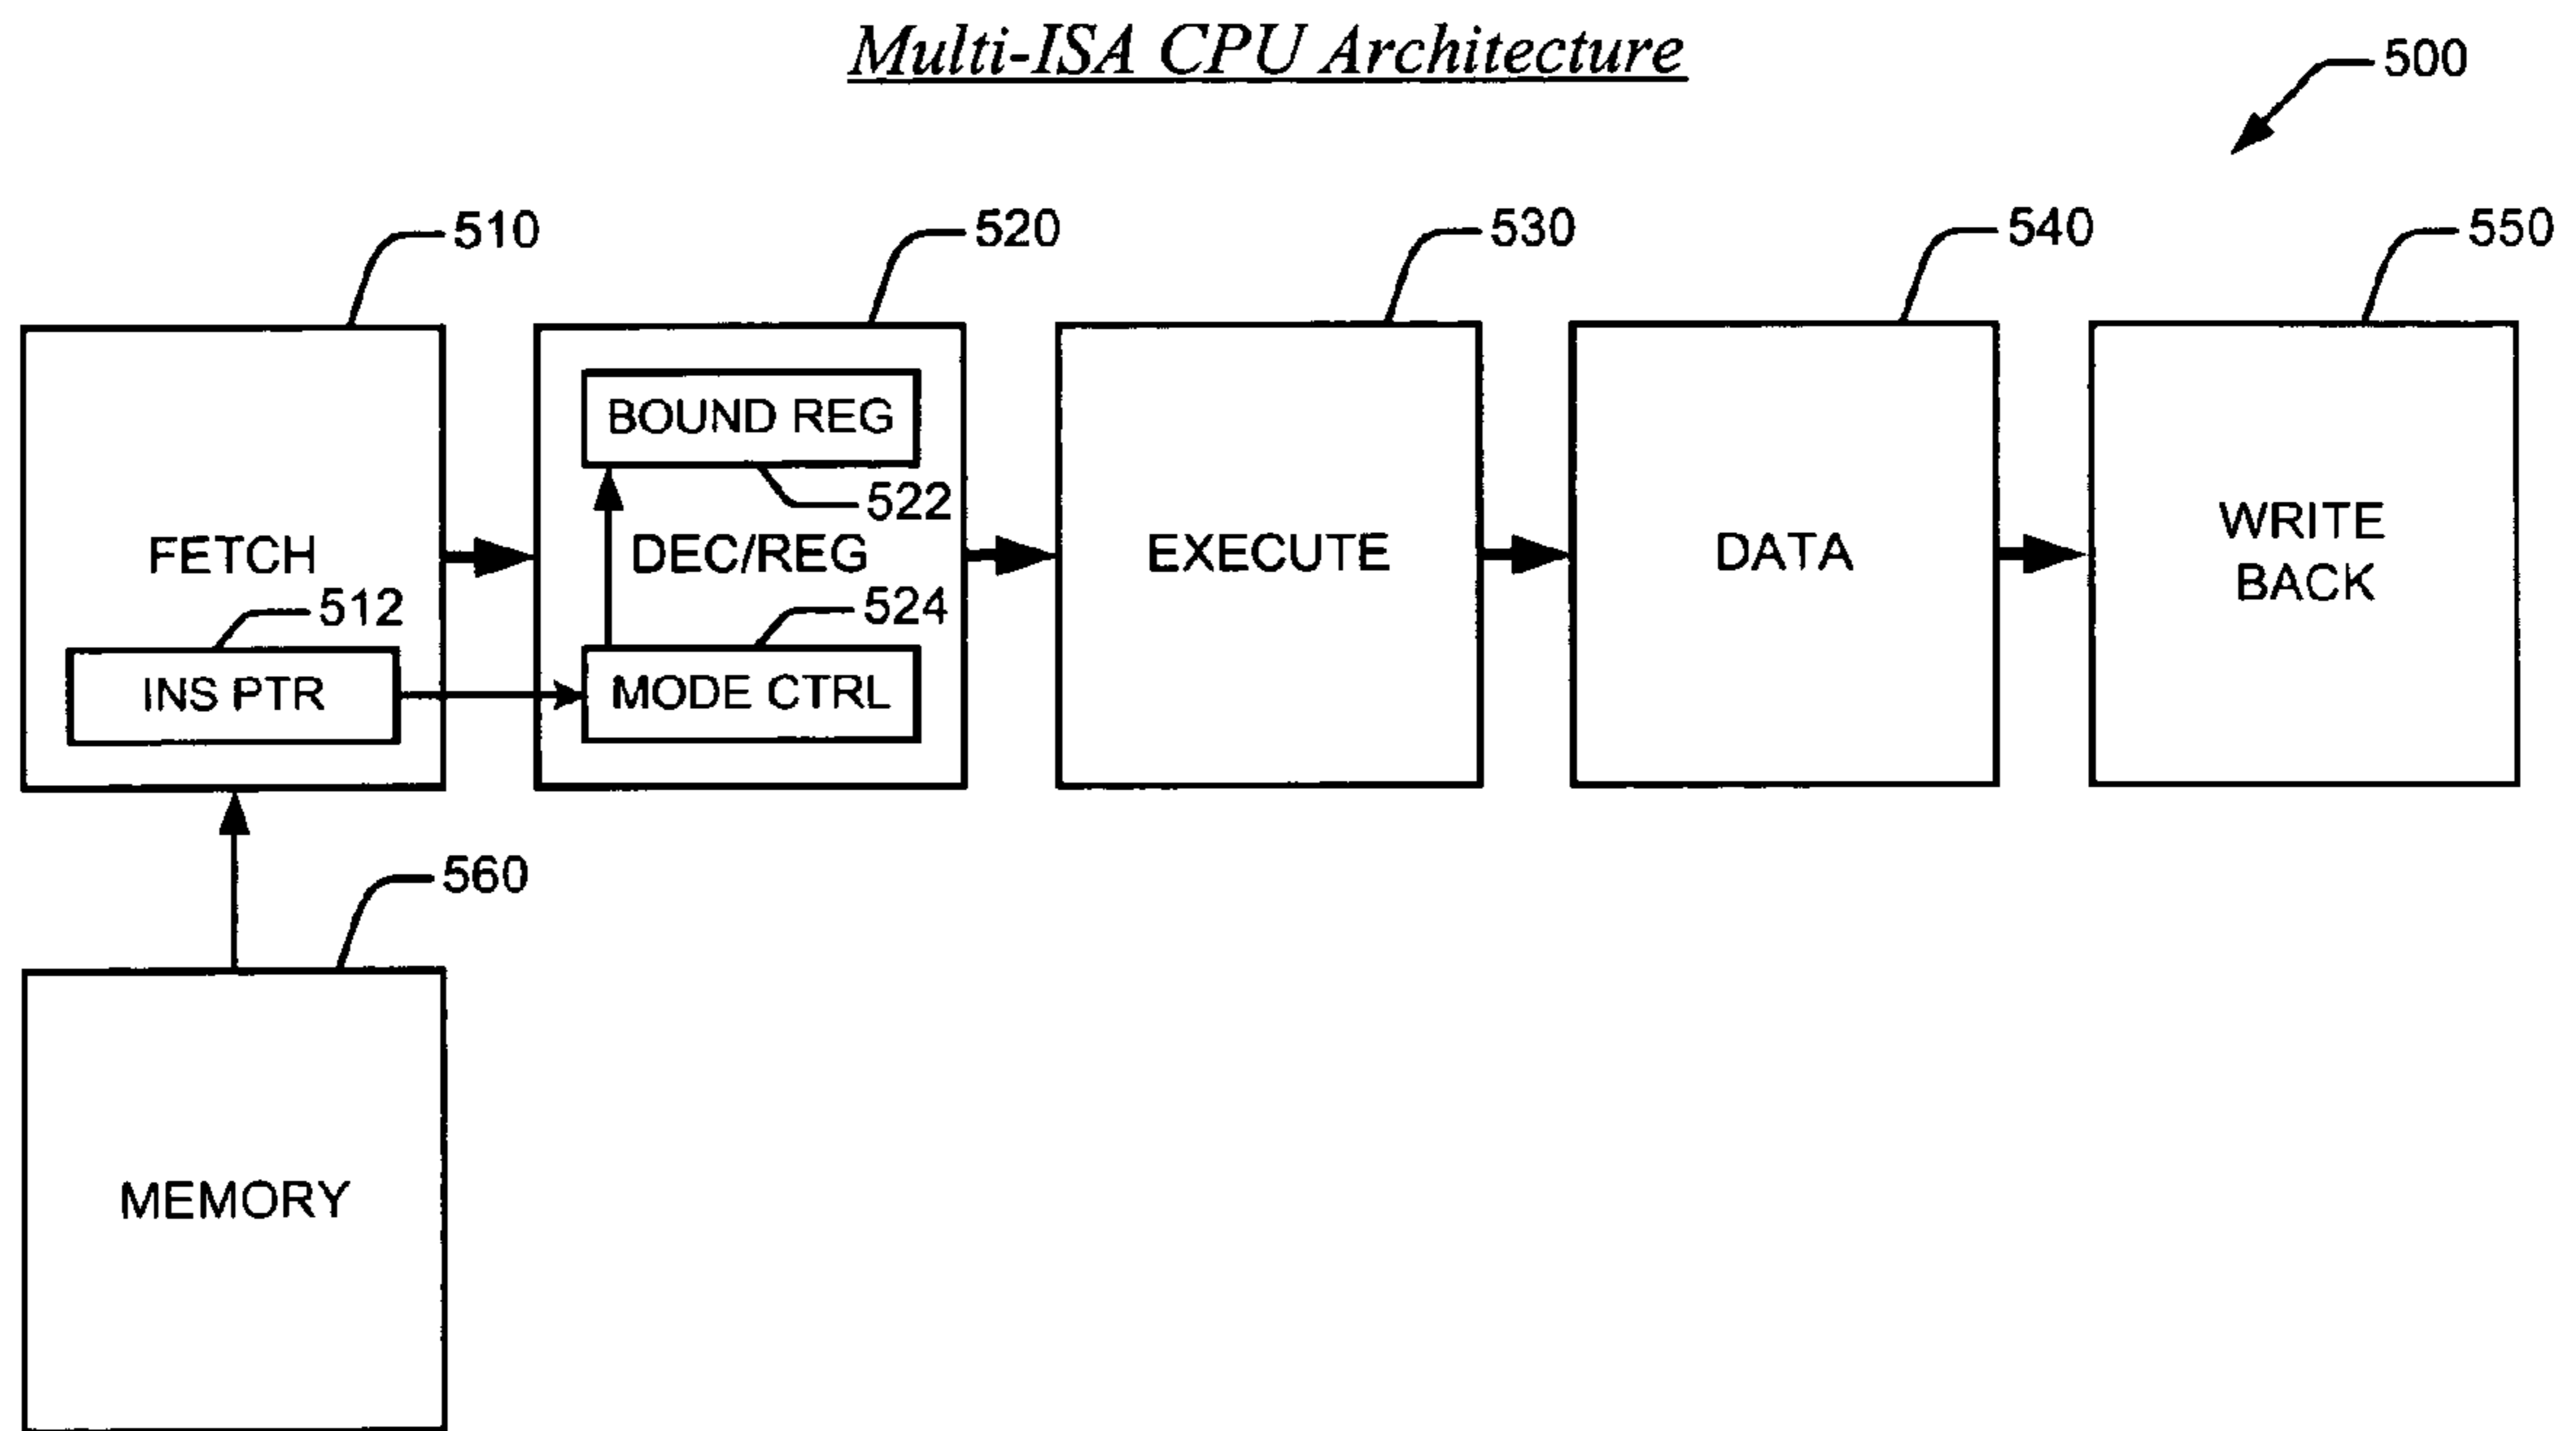 Multi-ISA CPU Architecture
500
510
520
530
540
550
BOUND REG
522
FETCH
DEC/REG
EXECUTE
DATA
WRITE
BACK
512
524
INS PTR
MODE CTRL
560
MEMORY